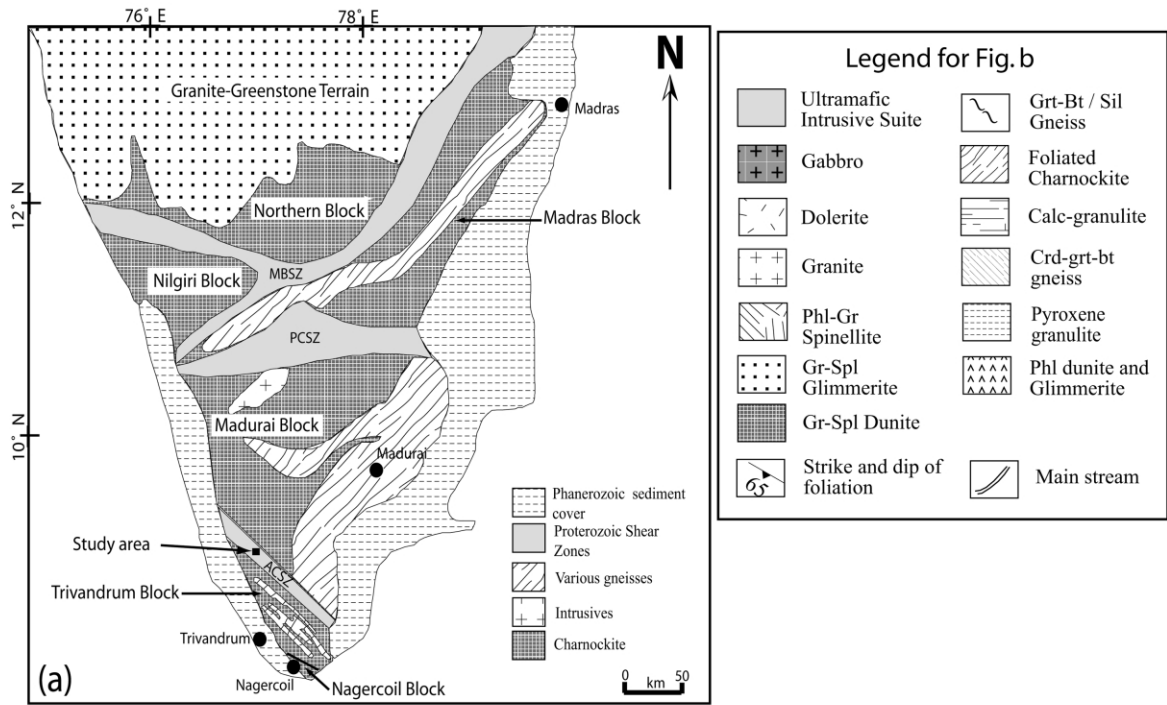 76° E
78° E
Granite-Greenstone Terrain
N
Madras
12° N
Northern Block
Madras Block
MBSZ
Nilgiri Block
PCSZ
Madurai Block
10° N
Madurai
Study area
ACSZ
Trivandrum Block
Trivandrum
Nagercoil
Nagercoil Block
(a)
Phanerozoic sediment
cover
Proterozoic Shear
Zones
Various gneisses
Intrusives
Charnockite
0 50
km
Legend for Fig. b
Ultramafic
Intrusive Suite
Gabbro
Dolerite
Granite
Phl-Gr
Spinellite
Gr-Spl
Glimmerite
Gr-Spl Dunite
65
Strike and dip of
foliation
Grt-Bt / Sil
Gneiss
Foliated
Charnockite
Calc-granulite
Crd-grt-bt
gneiss
Pyroxene
granulite
Phl dunite and
Glimmerite
Main stream